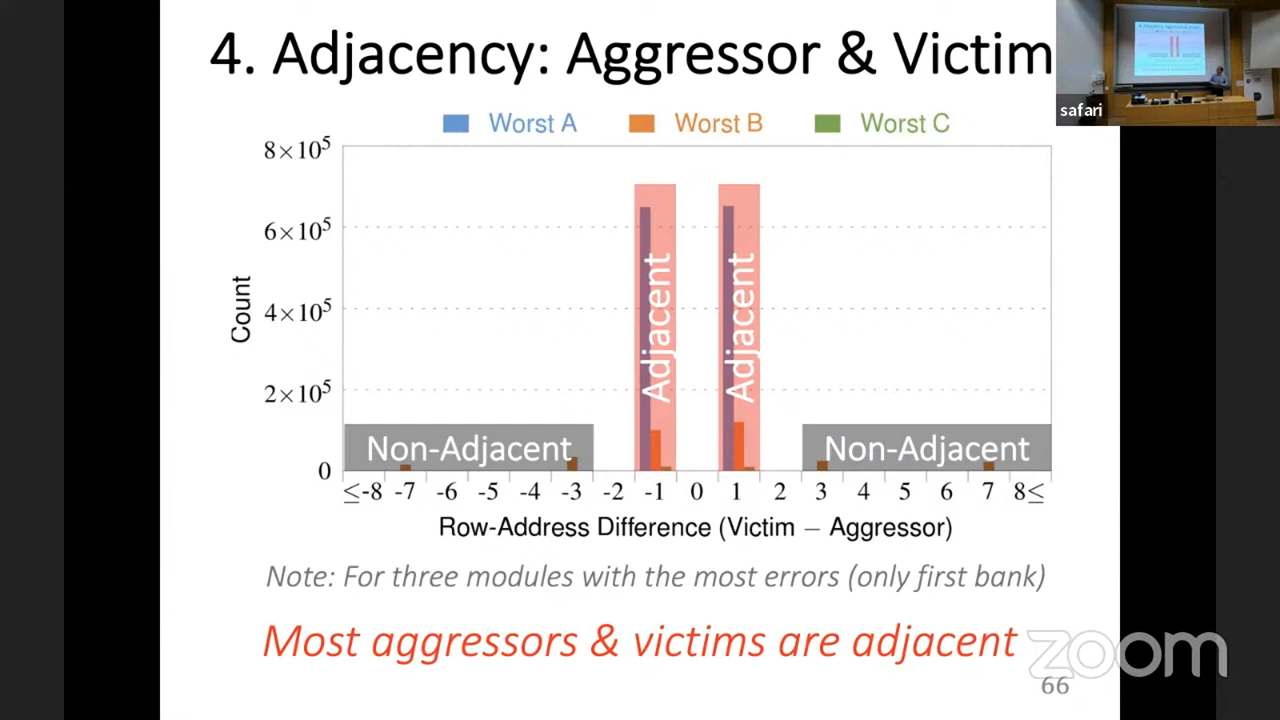 4. Adjacency: Aggressor & Victim
safari
Worst A Worst B Worst C
8×10⁵
6×10⁵
4×10⁵
2×10⁵
0
Count
Adjacent
Adjacent
Non-Adjacent
Non-Adjacent
≤-8 -7 -6 -5 -4 -3 -2 -1 0 1 2 3 4 5 6 7 8≤
Row-Address Difference (Victim − Aggressor)
Note: For three modules with the most errors (only first bank)
Most aggressors & victims are adjacent
zoom
66